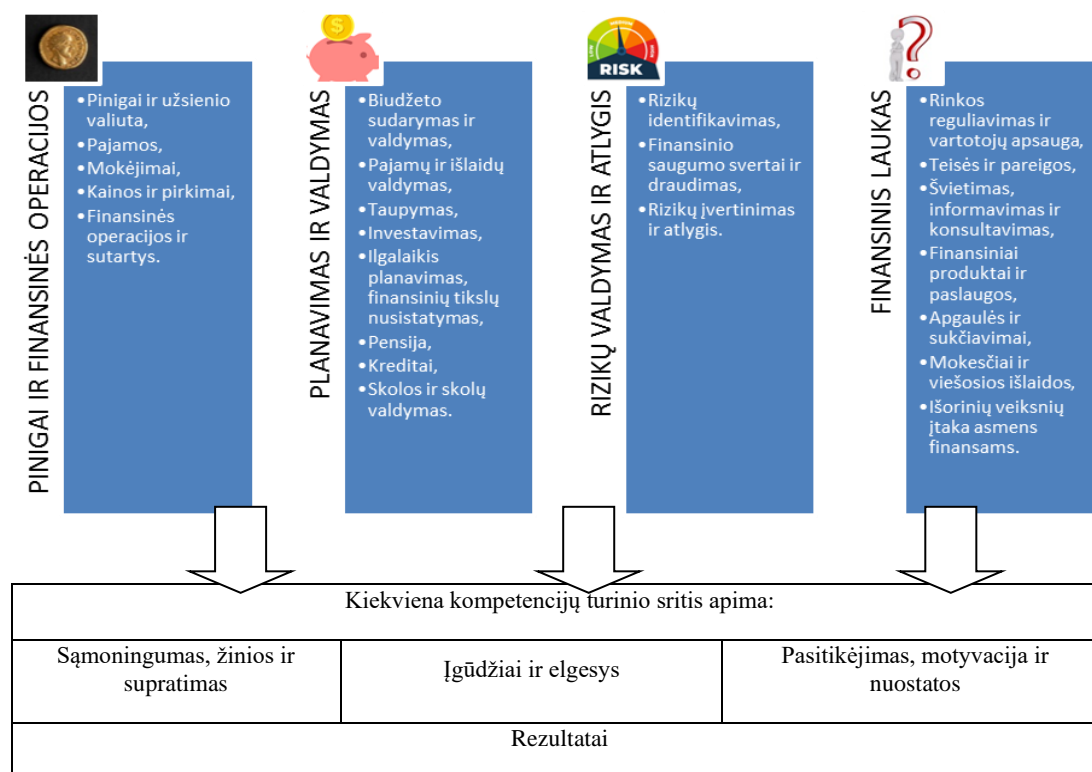 PINIGAI IR FINANSINĖS OPERACIJOS
•Pinigai ir užsienio
valiuta,
•Pajamos,
•Mokėjimai,
•Kainos ir pirkimai,
•Finansinės
operacijos ir
sutartys.
PLANAVIMAS IR VALDYMAS
•Biudžeto
sudarymas ir
valdymas,
•Pajamų ir išlaidų
valdymas,
•Taupymas,
•Investavimas,
•Ilgalaikis
planavimas,
finansinių tikslų
nusistatymas,
•Pensija,
•Kreditai,
•Skolos ir skolų
valdymas.
LOW
HIGH
RISK
RIZIKŲ VALDYMAS IR ATLYGIS
•Rizikų
identifikavimas,
•Finansinio
saugumo svertai ir
draudimas,
•Rizikų įvertinimas
ir atlygis.
FINANSINIS LAUKAS
•Rinkos
reguliavimas ir
vartotojų apsauga,
•Teisės ir pareigos,
•Švietimas,
informavimas ir
konsultavimas,
•Finansiniai
produktai ir
paslaugos,
•Apgaulės ir
sukčiavimai,
•Mokesčiai ir
viešosios išlaidos,
•Išorinių veiksnių
įtaka asmens
finansams.
Kiekviena kompetencijų turinio sritis apima:
Sąmoningumas, žinios ir
supratimas
Įgūdžiai ir elgesys
Pasitikėjimas, motyvacija ir
nuostatos
Rezultatai